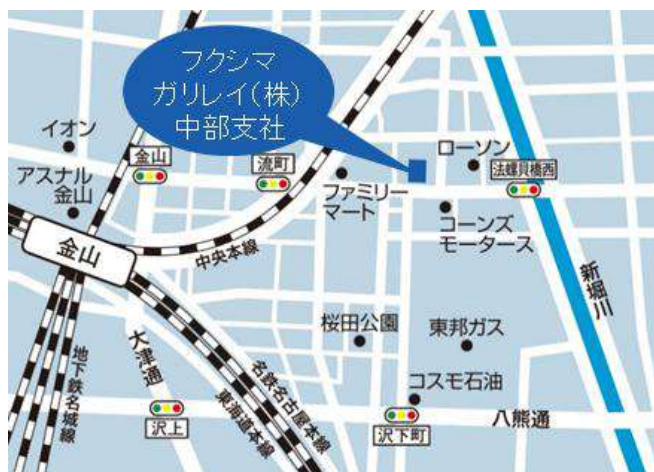 フクシマ
ガリレイ(株)
中部支社
イオン
金山
流町
ローソン
法螺貝橋西
アスナル
金山
ファミリー
マート
コーンズ
モータース
金山
中央本線
新堀川
桜田公園
東邦ガス
大津通
地下鉄名城線
名鉄名古屋本線
東海道本線
コスモ石油
沢上
沢下町
八熊通